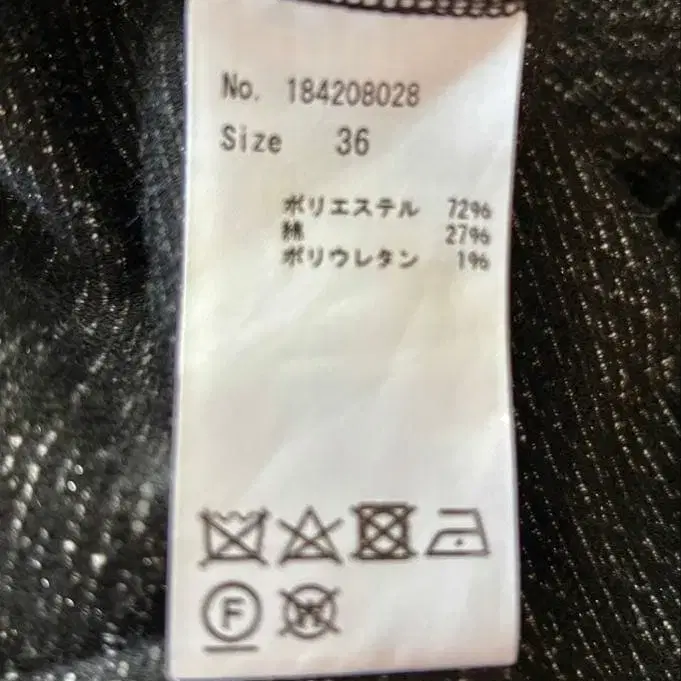 No. 184208028
Size 36
ポリエステル 72%
綿 27%
ポリウレタン 1%
F
W